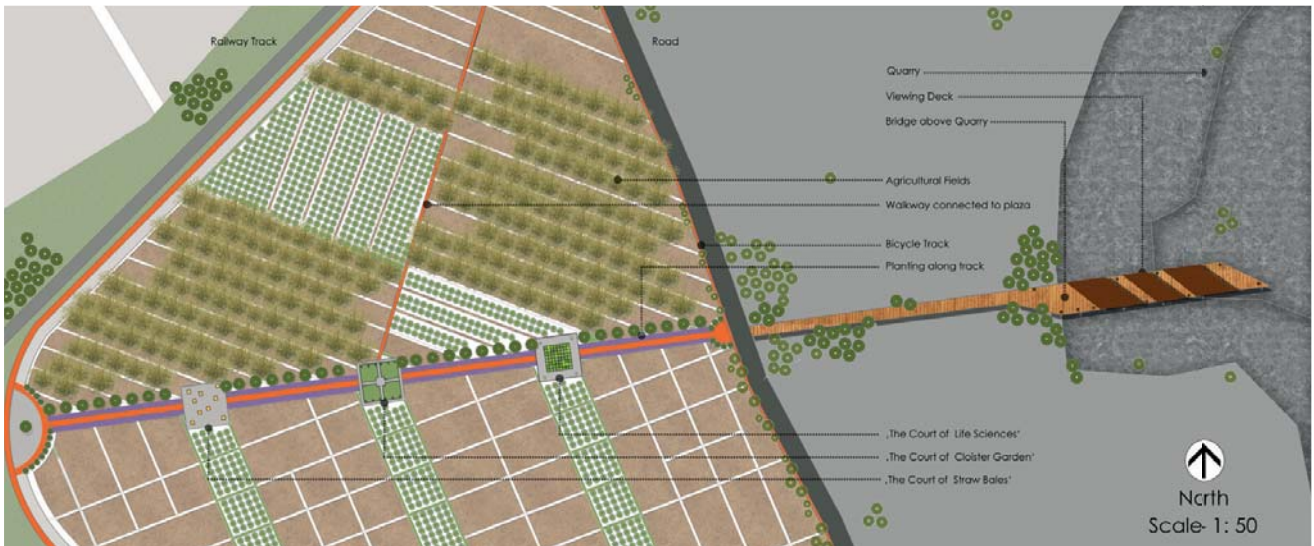 Railway Track
Road
Quarry
Viewing Deck
Bridge above Quarry
Agricultural Fields
Walkway connected to plaza
Bicycle Track
Planting along track
‚The Court of Life Sciences‘
‚The Court of Cloister Garden‘
‚The Court of Straw Bales‘
North
Scale- 1: 50